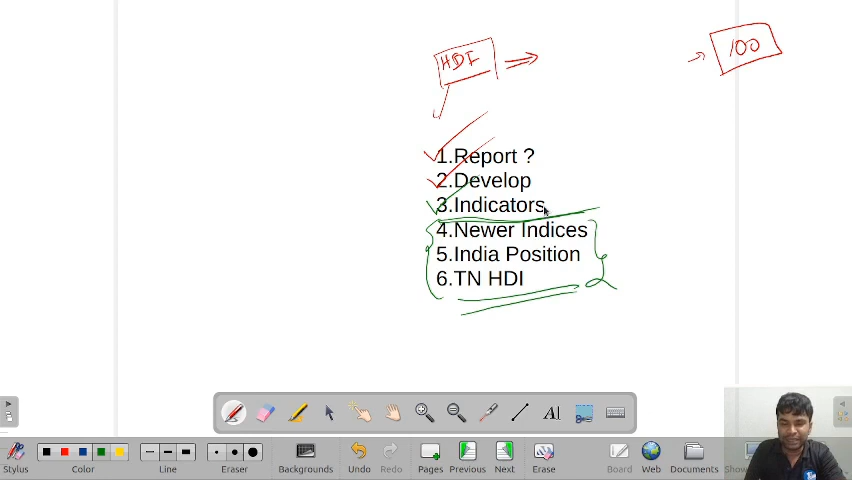 HDI
100
1.Report ?
2.Develop
3.Indicators
4.Newer Indices
5.India Position
6.TN HDI
Stylus
Color
Line
Eraser
Backgrounds
Undo
Redo
Pages
Previous
Next
Erase
Board
Web
Documents